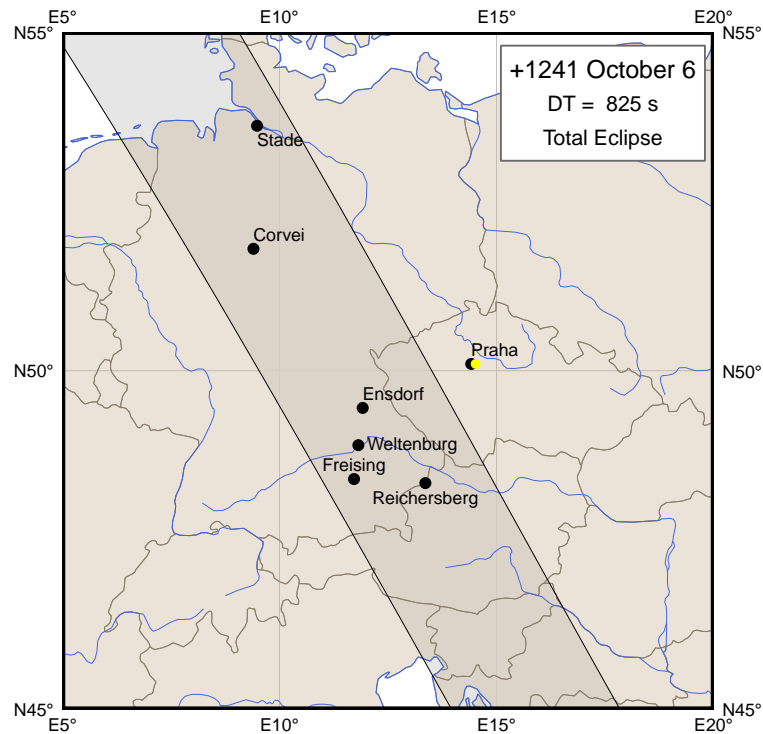 E5° E10° E15° E20°
N55° N55°
+1241 October 6
DT = 825 s
Total Eclipse
Stade
Corvei
Praha
N50° N50°
Ensdorf
Weltenburg
Freising
Reichersberg
N45° N45°
E5° E10° E15° E20°